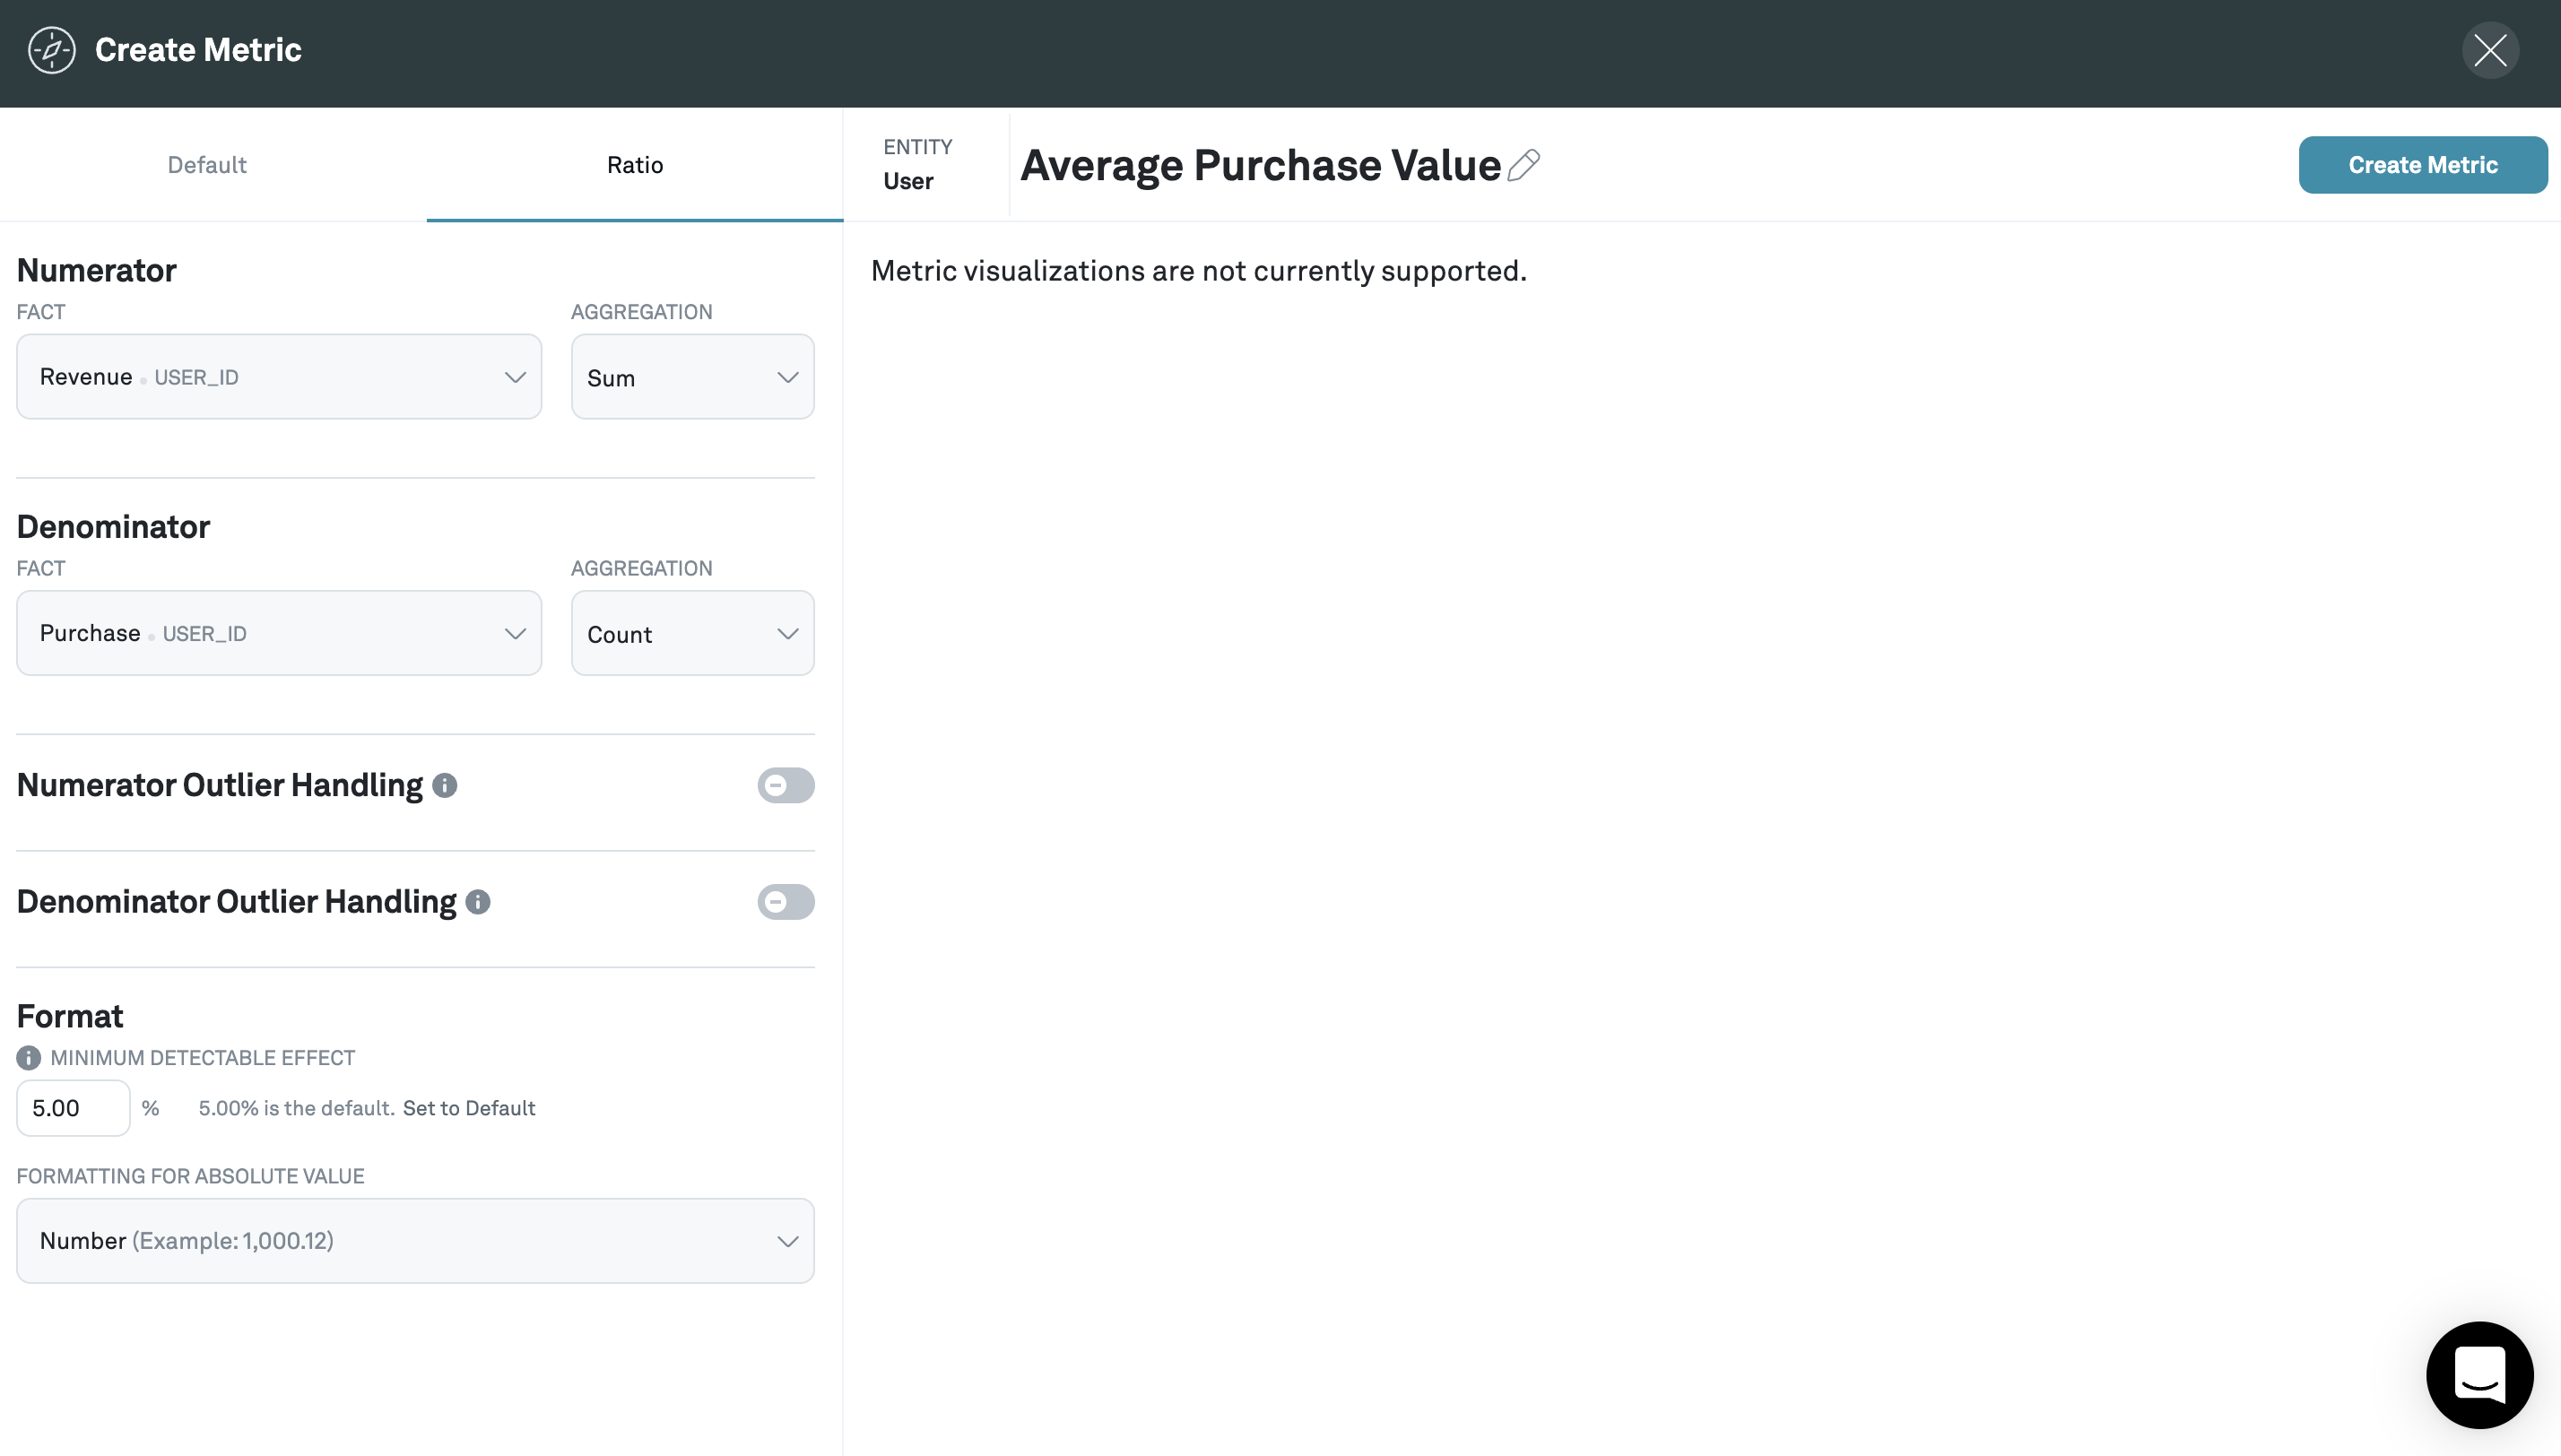 Create Metric
Default
Ratio
ENTITY
User
Average Purchase Value
Create Metric
Numerator
FACT
AGGREGATION
Revenue USER_ID
Sum
Denominator
FACT
AGGREGATION
Purchase USER_ID
Count
Numerator Outlier Handling
Denominator Outlier Handling
Format
MINIMUM DETECTABLE EFFECT
5.00 % 5.00% is the default. Set to Default
FORMATTING FOR ABSOLUTE VALUE
Number (Example: 1,000.12)
Metric visualizations are not currently supported.